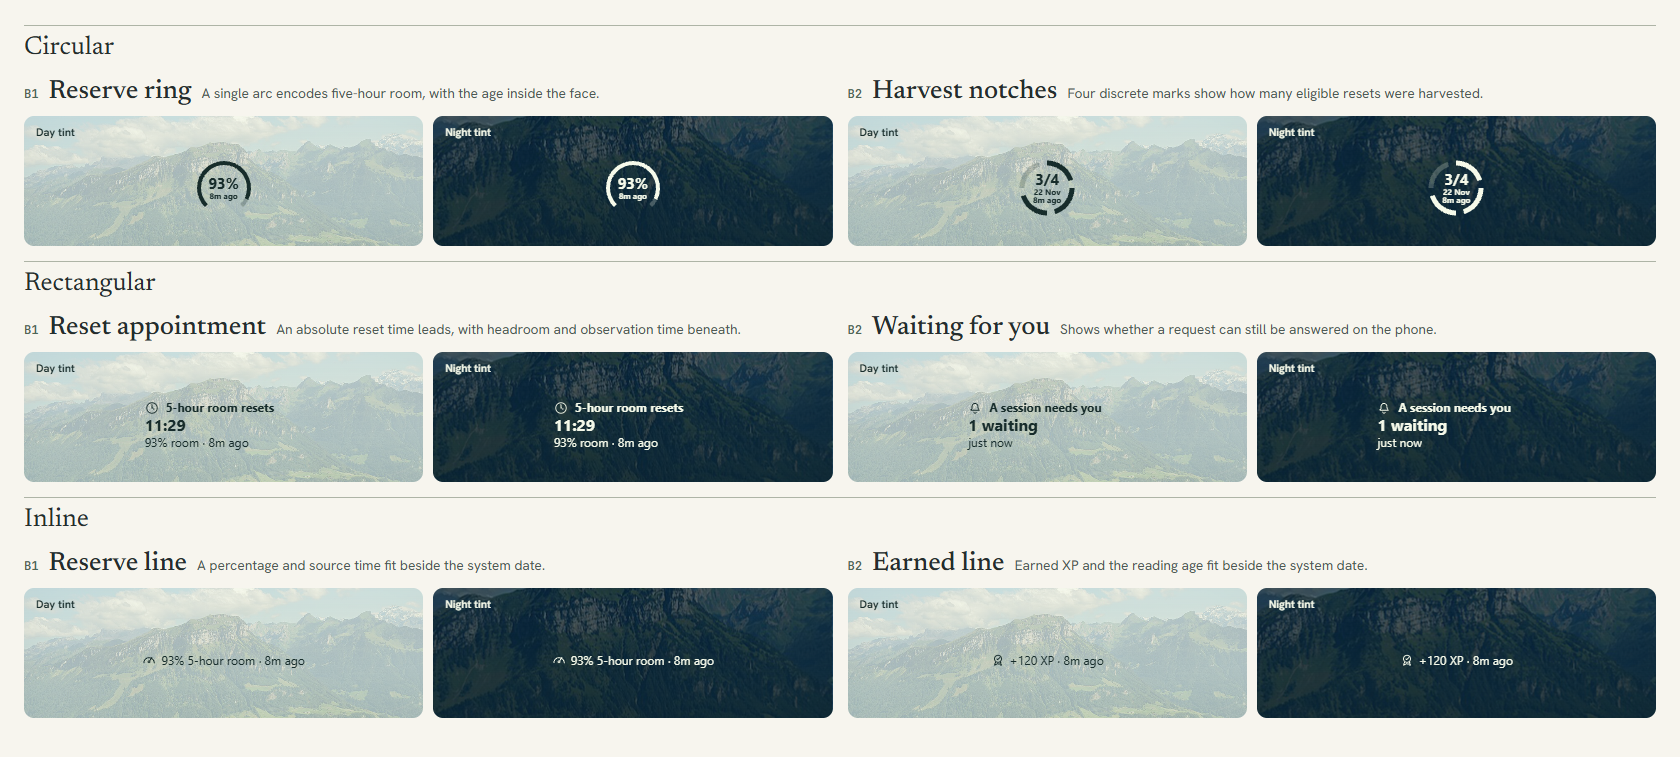 Circular
B1 Reserve ring A single arc encodes five-hour room, with the age inside the face.
Day tint
93%
8m ago
Night tint
93%
8m ago
B2 Harvest notches Four discrete marks show how many eligible resets were harvested.
Day tint
3/4
22 Nov
8m ago
Night tint
3/4
22 Nov
8m ago
Rectangular
B1 Reset appointment An absolute reset time leads, with headroom and observation time beneath.
Day tint
5-hour room resets
11:29
93% room · 8m ago
Night tint
5-hour room resets
11:29
93% room · 8m ago
B2 Waiting for you Shows whether a request can still be answered on the phone.
Day tint
A session needs you
1 waiting
just now
Night tint
A session needs you
1 waiting
just now
Inline
B1 Reserve line A percentage and source time fit beside the system date.
Day tint
93% 5-hour room · 8m ago
Night tint
93% 5-hour room · 8m ago
B2 Earned line Earned XP and the reading age fit beside the system date.
Day tint
+120 XP · 8m ago
Night tint
+120 XP · 8m ago